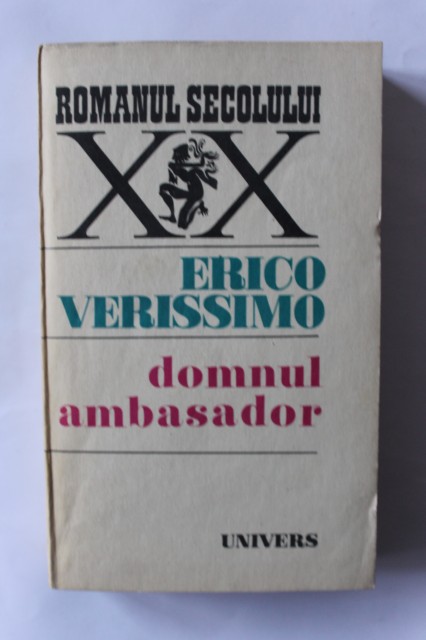 ROMANUL SECOLULUI
XX
ERICO
VERISSIMO
domnul
ambasador
UNIVERS